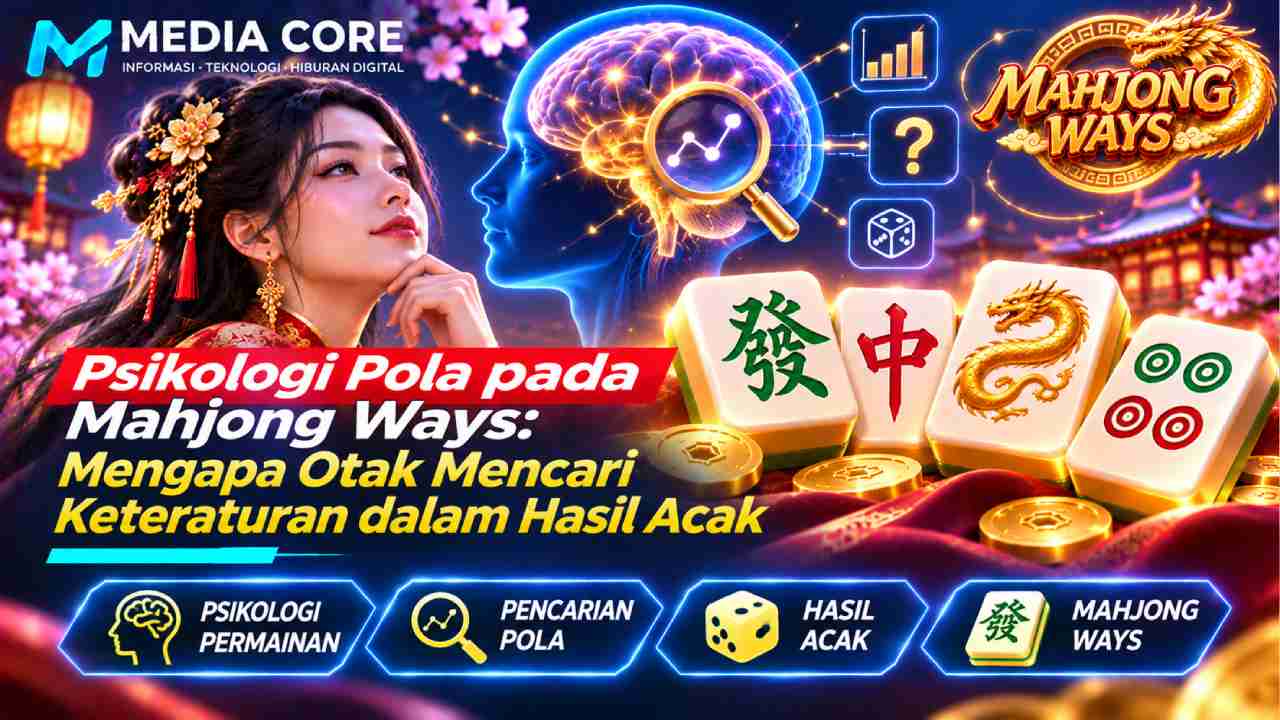 MEDIA CORE
INFORMASI • TEKNOLOGI • HIBURAN DIGITAL
MAHJONG
WAYS
?
發
中
Psikologi Pola pada
Mahjong Ways:
Mengapa Otak Mencari
Keteraturan dalam Hasil Acak
PSIKOLOGI
PERMAINAN
PENCARIAN
POLA
HASIL
ACAK
發
MAHJONG
WAYS